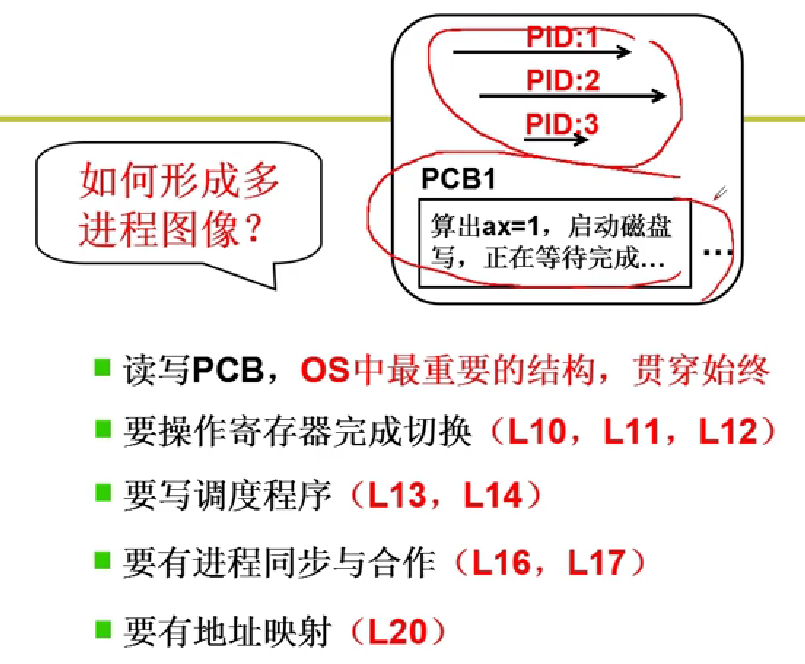 PID:1
PID:2
PID:3
如何形成多
进程图像？
PCB1
算出ax=1，启动磁盘
写，正在等待完成...
...
读写PCB，OS中最重要的结构，贯穿始终
要操作寄存器完成切换（L10，L11，L12）
要写调度程序（L13，L14）
要有进程同步与合作（L16，L17）
要有地址映射（L20）